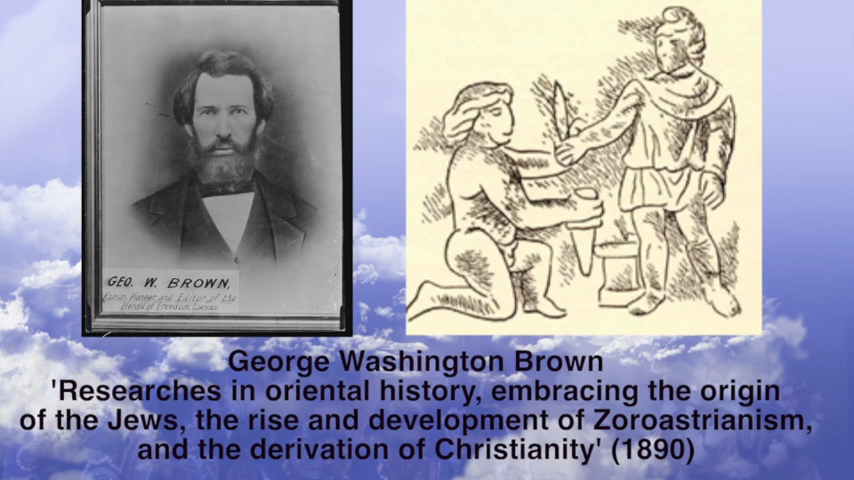 GEO. W. BROWN,
Kansas Pioneer and Editor of the
Herald of Freedom,
George Washington Brown
'Researches in oriental history, embracing the origin
of the Jews, the rise and development of Zoroastrianism,
and the derivation of Christianity' (1890)